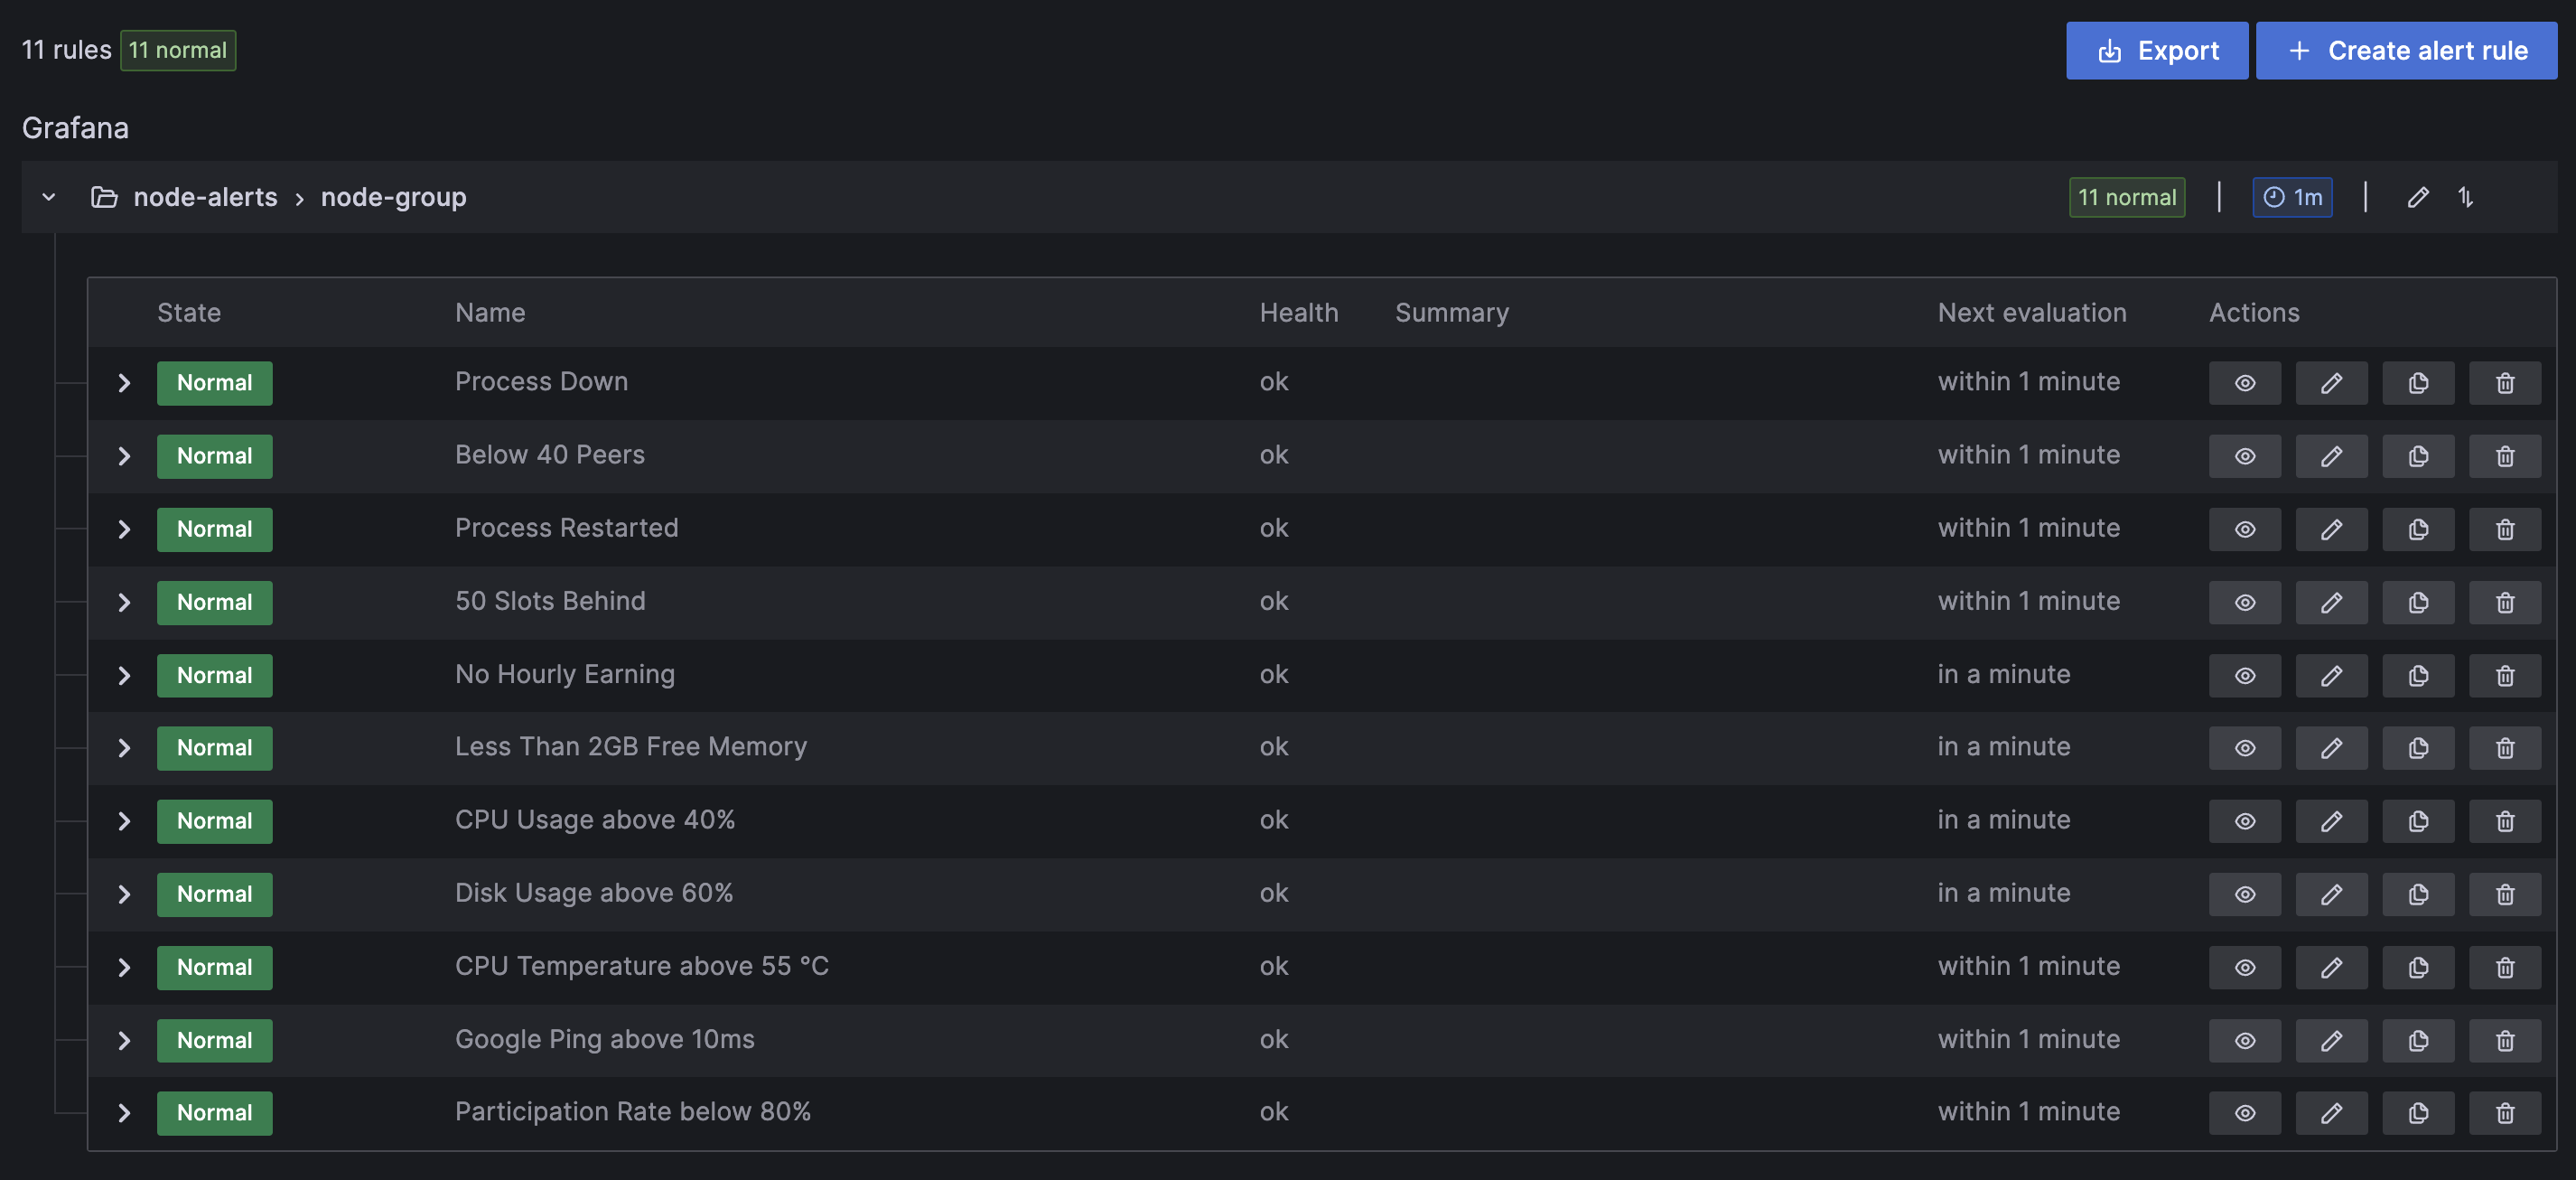 11 rules 11 normal Export + Create alert rule
Grafana
node-alerts › node-group 11 normal | 1m |
State Name Health Summary Next evaluation Actions
Normal Process Down ok within 1 minute
Normal Below 40 Peers ok within 1 minute
Normal Process Restarted ok within 1 minute
Normal 50 Slots Behind ok within 1 minute
Normal No Hourly Earning ok in a minute
Normal Less Than 2GB Free Memory ok in a minute
Normal CPU Usage above 40% ok in a minute
Normal Disk Usage above 60% ok in a minute
Normal CPU Temperature above 55 °C ok within 1 minute
Normal Google Ping above 10ms ok within 1 minute
Normal Participation Rate below 80% ok within 1 minute